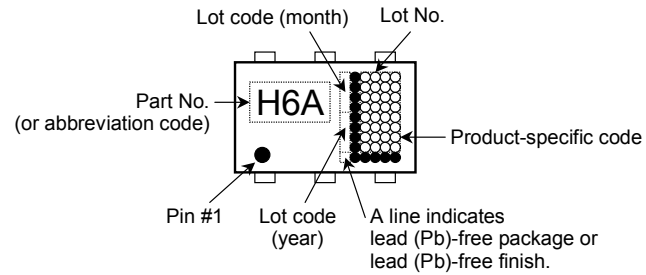 Lot code (month)
Lot No.
Part No.
(or abbreviation code)
H6A
Product-specific code
Pin #1
Lot code
(year)
A line indicates
lead (Pb)-free package or
lead (Pb)-free finish.